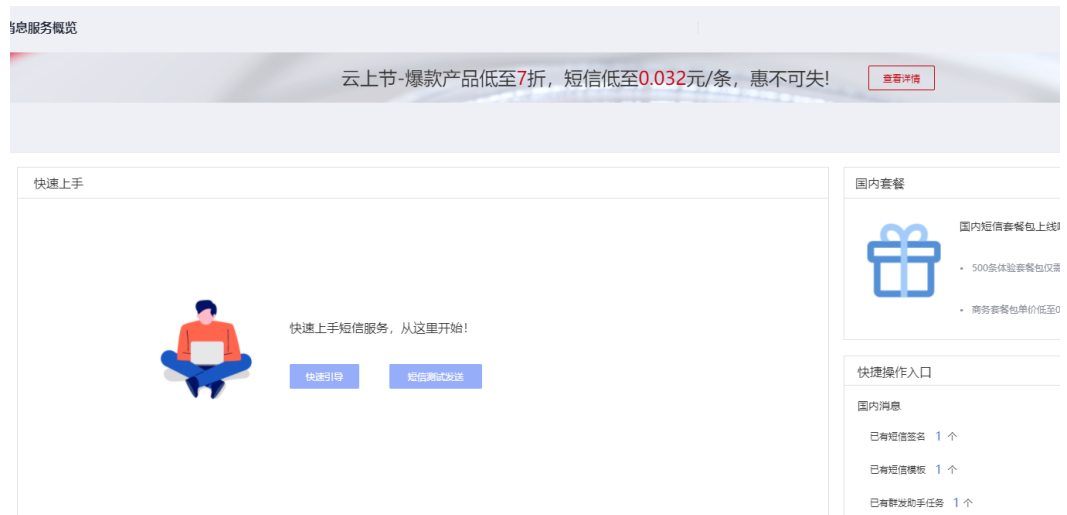 消息服务概览
云上节-爆款产品低至7折，短信低至0.032元/条，惠不可失!
查看详情
快速上手
快速上手短信服务，从这里开始!
快速引导
短信测试发送
国内套餐
国内短信套餐包上线
• 500条体验套餐包仅需
• 商务套餐包单价低至0
快捷操作入口
国内消息
已有短信签名 1 个
已有短信模板 1 个
已有群发助手任务 1 个